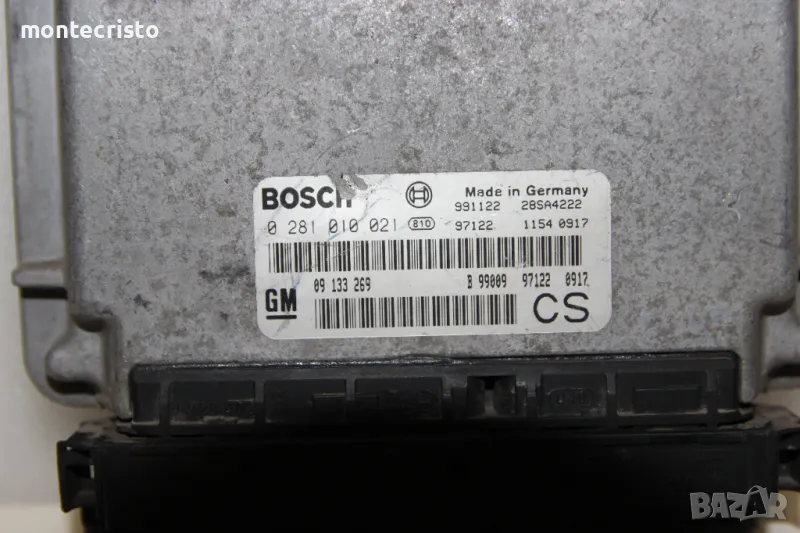 montecristo
BOSCH Made in Germany
991122 28SA4222
0 281 010 021 810 97122 1154 0917
09 133 269 B 99009 97122 0917
GM CS
BAZAR